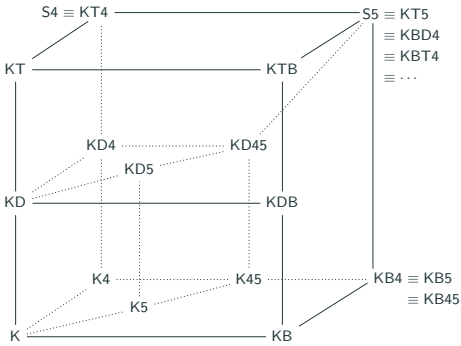 S4 ≡ KT4
S5 ≡ KT5
≡ KBD4
≡ KBT4
≡ ···
KT
KTB
KD4
KD45
KD5
KD
KDB
K4
K45
KB4 ≡ KB5
≡ KB45
K5
K
KB